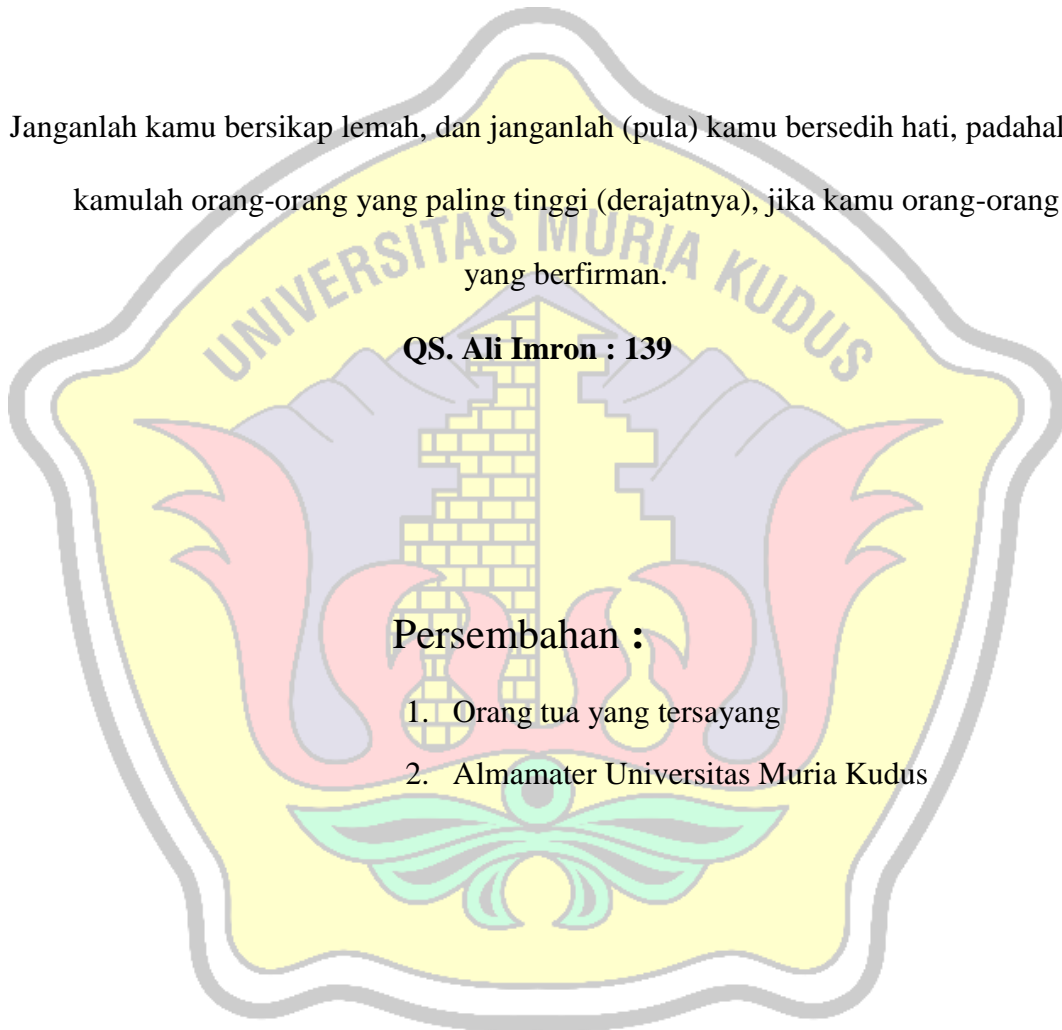 Janganlah kamu bersikap lemah, dan janganlah (pula) kamu bersedih hati, padahal
kamulah orang-orang yang paling tinggi (derajatnya), jika kamu orang-orang
UNIVERSITAS MURIA KUDUS
yang berfirman.
QS. Ali Imron : 139
Persembahan :
1. Orang tua yang tersayang
2. Almamater Universitas Muria Kudus